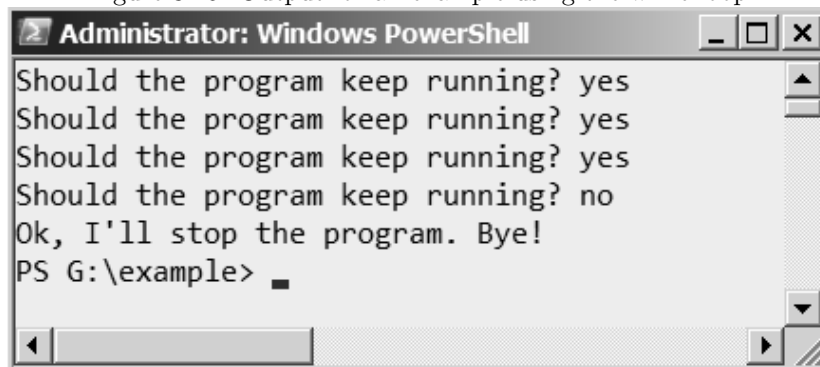 Administrator: Windows PowerShell
Should the program keep running? yes
Should the program keep running? yes
Should the program keep running? yes
Should the program keep running? no
Ok, I'll stop the program. Bye!
PS G:\example>